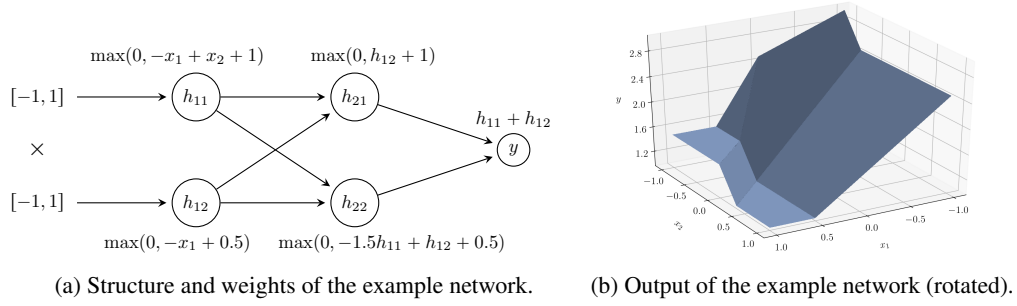 max(0, −x₁ + x₂ + 1)
max(0, h₁₂ + 1)
[−1, 1]
h₁₁
h₂₁
h₁₁ + h₁₂
×
y
[−1, 1]
h₁₂
h₂₂
max(0, −x₁ + 0.5)
max(0, −1.5h₁₁ + h₁₂ + 0.5)
(a) Structure and weights of the example network.
2.8
2.4
y
2.0
1.6
1.2
−1.0
−0.5
0.0
x₂
0.5
1.0
1.0
0.5
0.0
x₁
−0.5
−1.0
(b) Output of the example network (rotated).